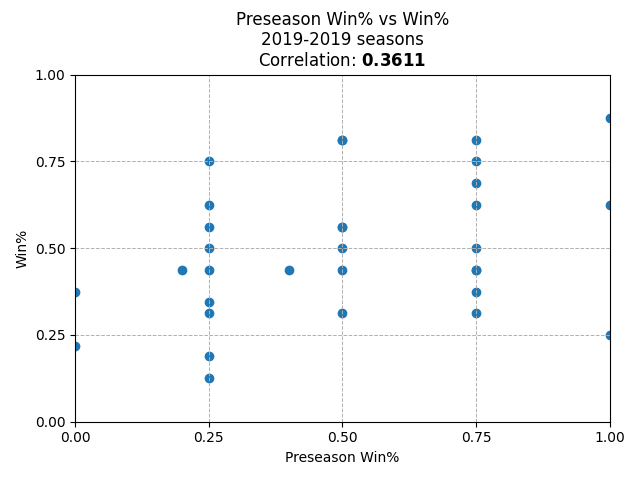 Preseason Win% vs Win%
2019-2019 seasons
Correlation: 0.3611
1.00
0.75
0.50
0.25
0.00
Win%
0.00 0.25 0.50 0.75 1.00
Preseason Win%